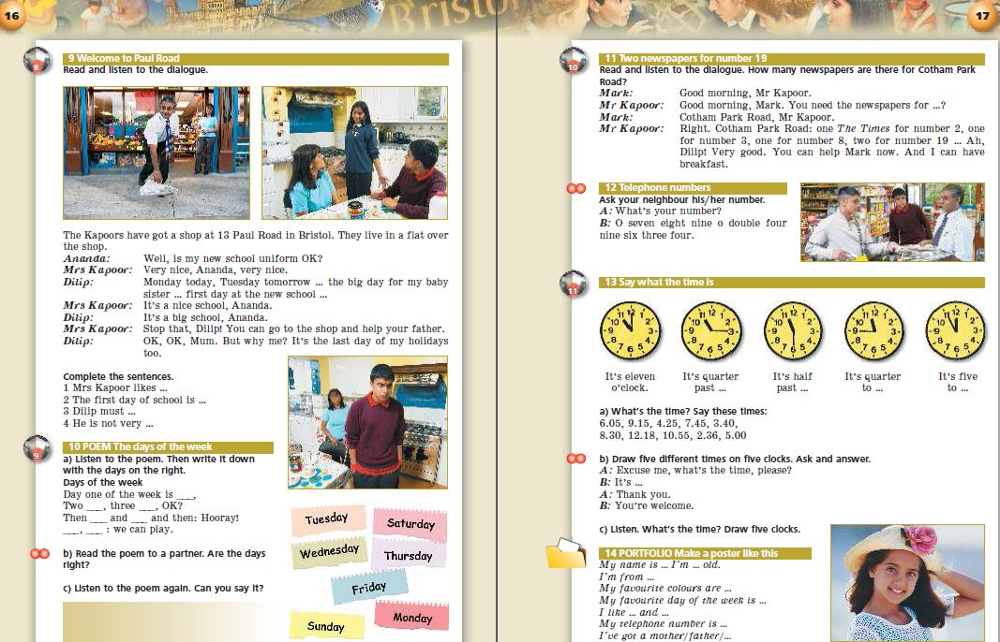 16
Bristol
8
9 Welcome to Paul Road
Read and listen to the dialogue.
The Kapoors have got a shop at 13 Paul Road in Bristol. They live in a flat over
the shop.
Ananda: Well, is my new school uniform OK?
Mrs Kapoor: Very nice, Ananda, very nice.
Dilip: Monday today, Tuesday tomorrow ... the big day for my baby
sister ... first day at the new school ...
Mrs Kapoor: It's a nice school, Ananda.
Dilip: It's a big school, Ananda.
Mrs Kapoor: Stop that, Dilip! You can go to the shop and help your father.
Dilip: OK, OK, Mum. But why me? It's the last day of my holidays
too.
Complete the sentences.
1 Mrs Kapoor likes ...
2 The first day of school is ...
3 Dilip must ...
4 He is not very ...
9
10 POEM The days of the week
a) Listen to the poem. Then write it down
with the days on the right.
Days of the week
Day one of the week is ___,
Two ___, three ___, OK?
Then ___ and ___ and then: Hooray!
___, ___ : we can play.
b) Read the poem to a partner. Are the days
right?
c) Listen to the poem again. Can you say it?
Tuesday
Saturday
Wednesday
Thursday
Friday
Sunday
Monday
17
10
11 Two newspapers for number 19
Read and listen to the dialogue. How many newspapers are there for Cotham Park
Road?
Mark: Good morning, Mr Kapoor.
Mr Kapoor: Good morning, Mark. You need the newspapers for ...?
Mark: Cotham Park Road, Mr Kapoor.
Mr Kapoor: Right. Cotham Park Road: one The Times for number 2, one
for number 3, one for number 8, two for number 19 ... Ah,
Dilip! Very good. You can help Mark now. And I can have
breakfast.
12 Telephone numbers
Ask your neighbour his/her number.
A: What's your number?
B: O seven eight nine o double four
nine six three four.
11
13 Say what the time is
It's eleven
o'clock.
It's quarter
past ...
It's half
past ...
It's quarter
to ...
It's five
to ...
a) What's the time? Say these times:
6.05, 9.15, 4.25, 7.45, 3.40,
8.30, 12.18, 10.55, 2.36, 5.00
b) Draw five different times on five clocks. Ask and answer.
A: Excuse me, what's the time, please?
B: It's ...
A: Thank you.
B: You're welcome.
c) Listen. What's the time? Draw five clocks.
14 PORTFOLIO Make a poster like this
My name is ... I'm ... old.
I'm from ...
My favourite colours are ...
My favourite day of the week is ...
I like ... and ...
My telephone number is ...
I've got a mother/father/...